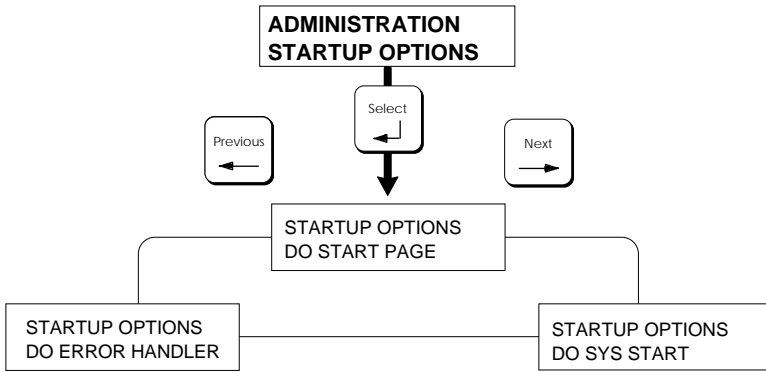 ADMINISTRATION
STARTUP OPTIONS
Select
Previous
Next
STARTUP OPTIONS
DO START PAGE
STARTUP OPTIONS
DO ERROR HANDLER
STARTUP OPTIONS
DO SYS START